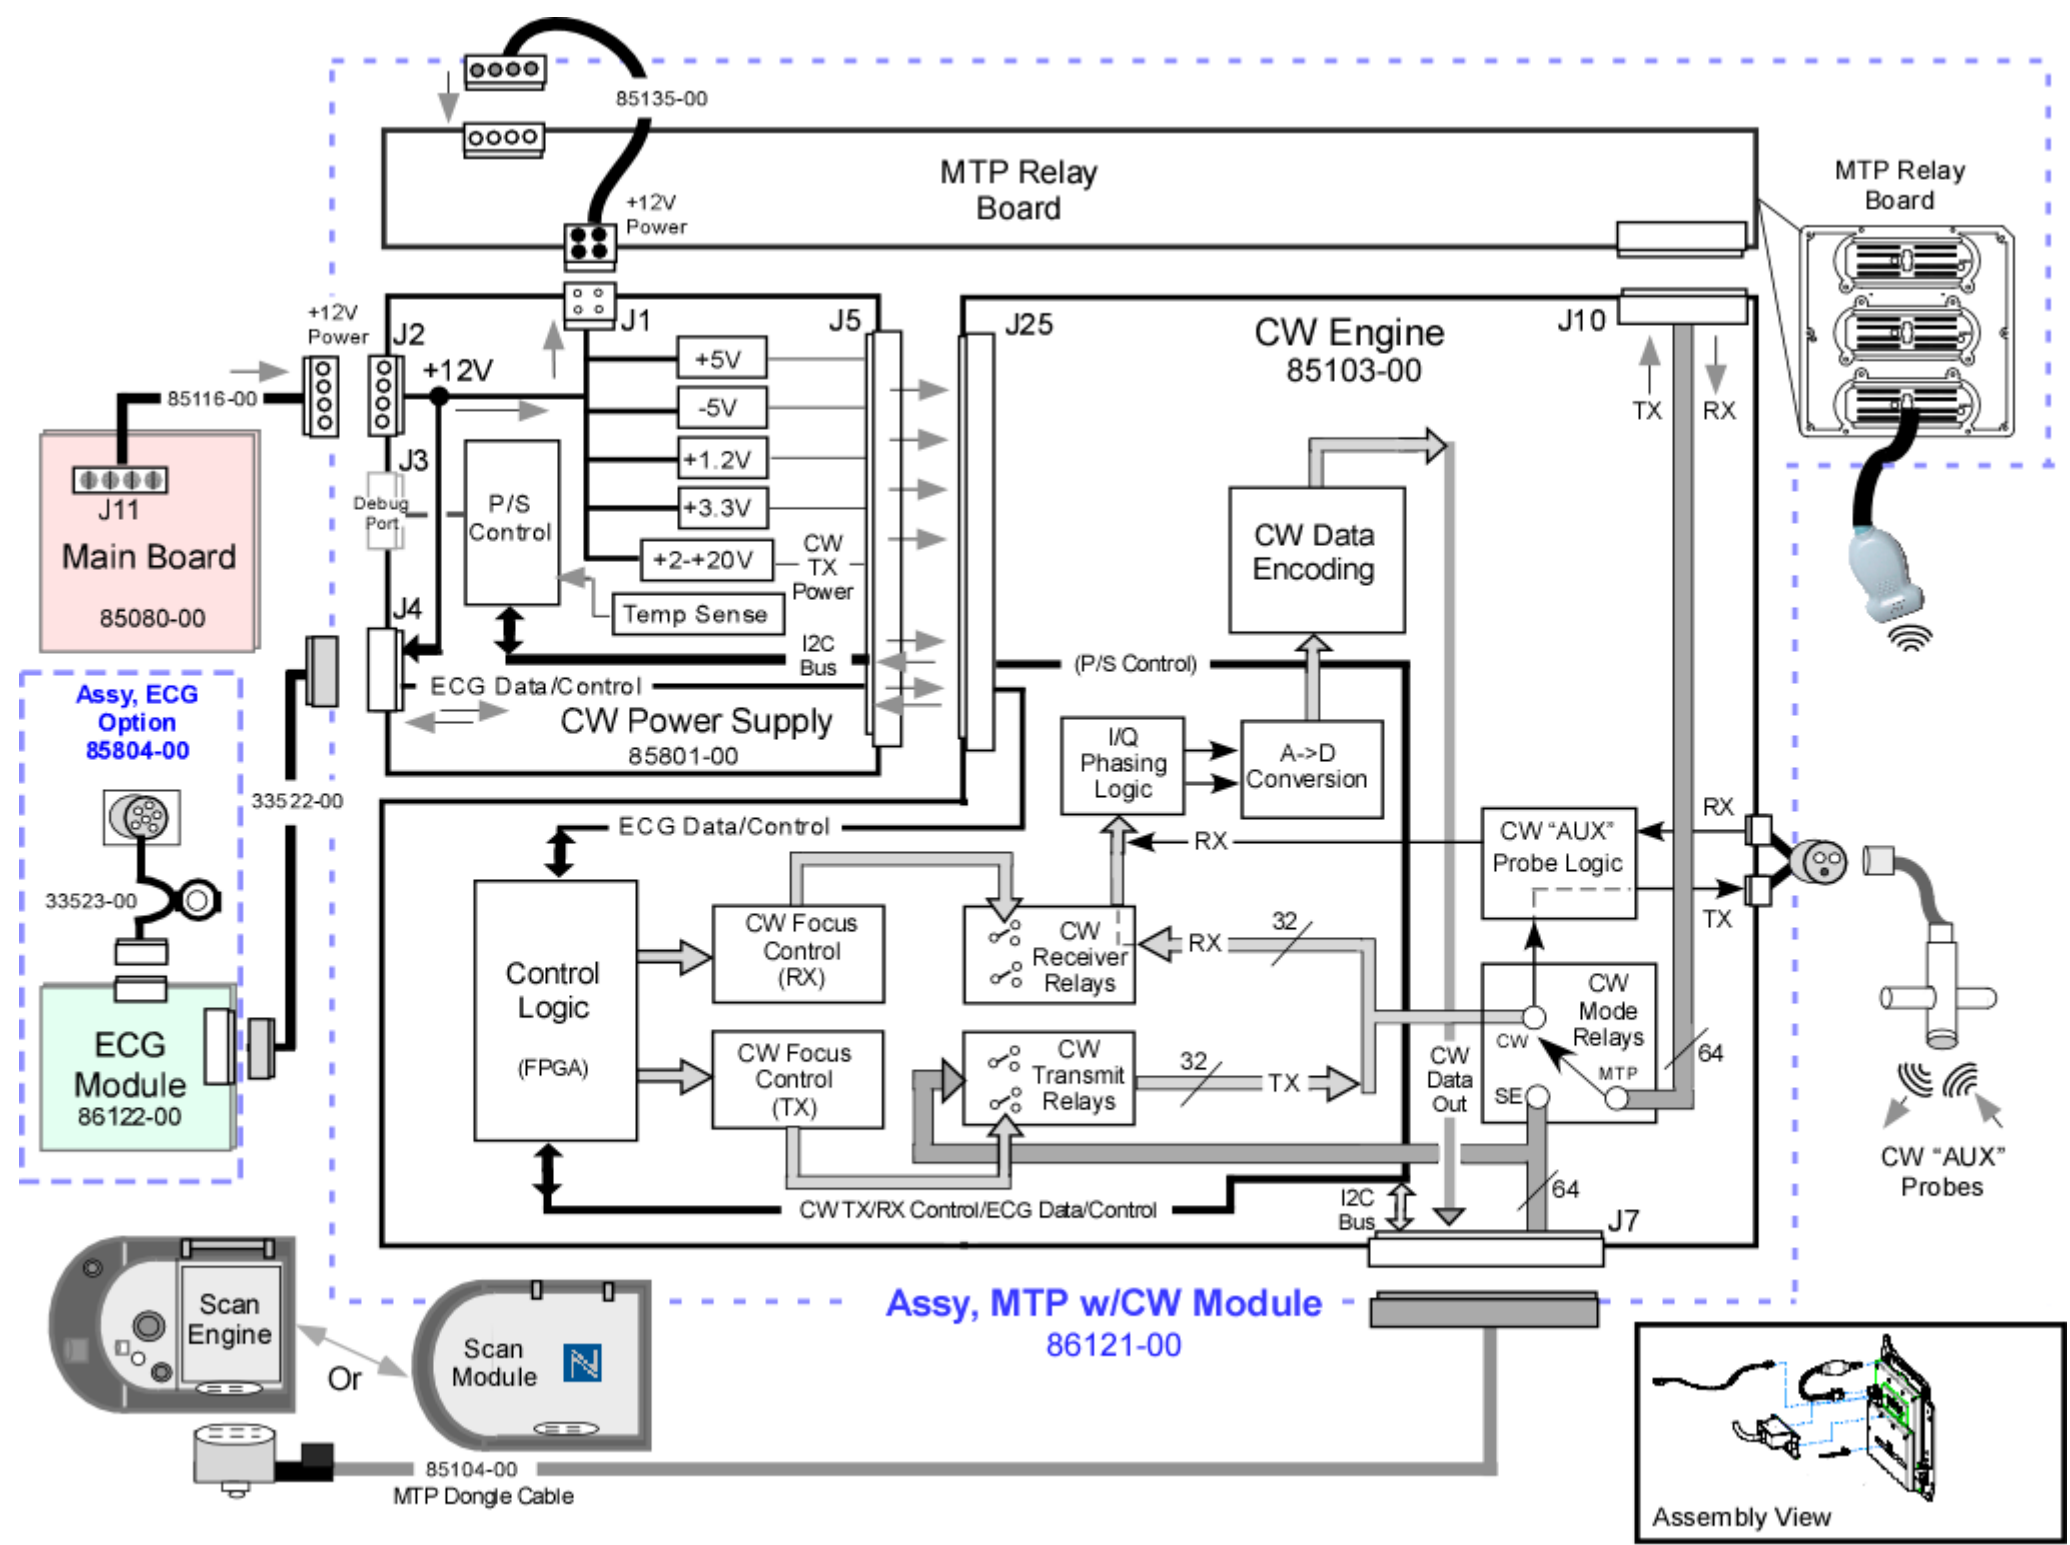 85135-00
MTP Relay
Board
+12V
Power
MTP Relay
Board
+12V
Power
85116-00
J11
Main Board
85080-00
J2
+12V
J1
J5
J3
Debug
Port
P/S
Control
+5V
-5V
+1.2V
+3.3V
+2-+20V
CW
TX
Power
Temp Sense
J4
I2C
Bus
ECG Data/Control
CW Power Supply
85801-00
J25
CW Engine
85103-00
J10
TX
RX
CW Data
Encoding
(P/S Control)
I/Q
Phasing
Logic
A->D
Conversion
Assy, ECG
Option
85804-00
33522-00
33523-00
ECG
Module
86122-00
ECG Data/Control
RX
CW "AUX"
Probe Logic
RX
TX
Control
Logic
(FPGA)
CW Focus
Control
(RX)
CW Focus
Control
(TX)
CW
Receiver
Relays
RX
32
CW
Transmit
Relays
32
TX
CW
Mode
Relays
CW
MTP
SE
64
CW
Data
Out
CW "AUX"
Probes
CW TX/RX Control/ECG Data/Control
I2C
Bus
64
J7
Assy, MTP w/CW Module
86121-00
Scan
Engine
Or
Scan
Module
85104-00
MTP Dongle Cable
Assembly View